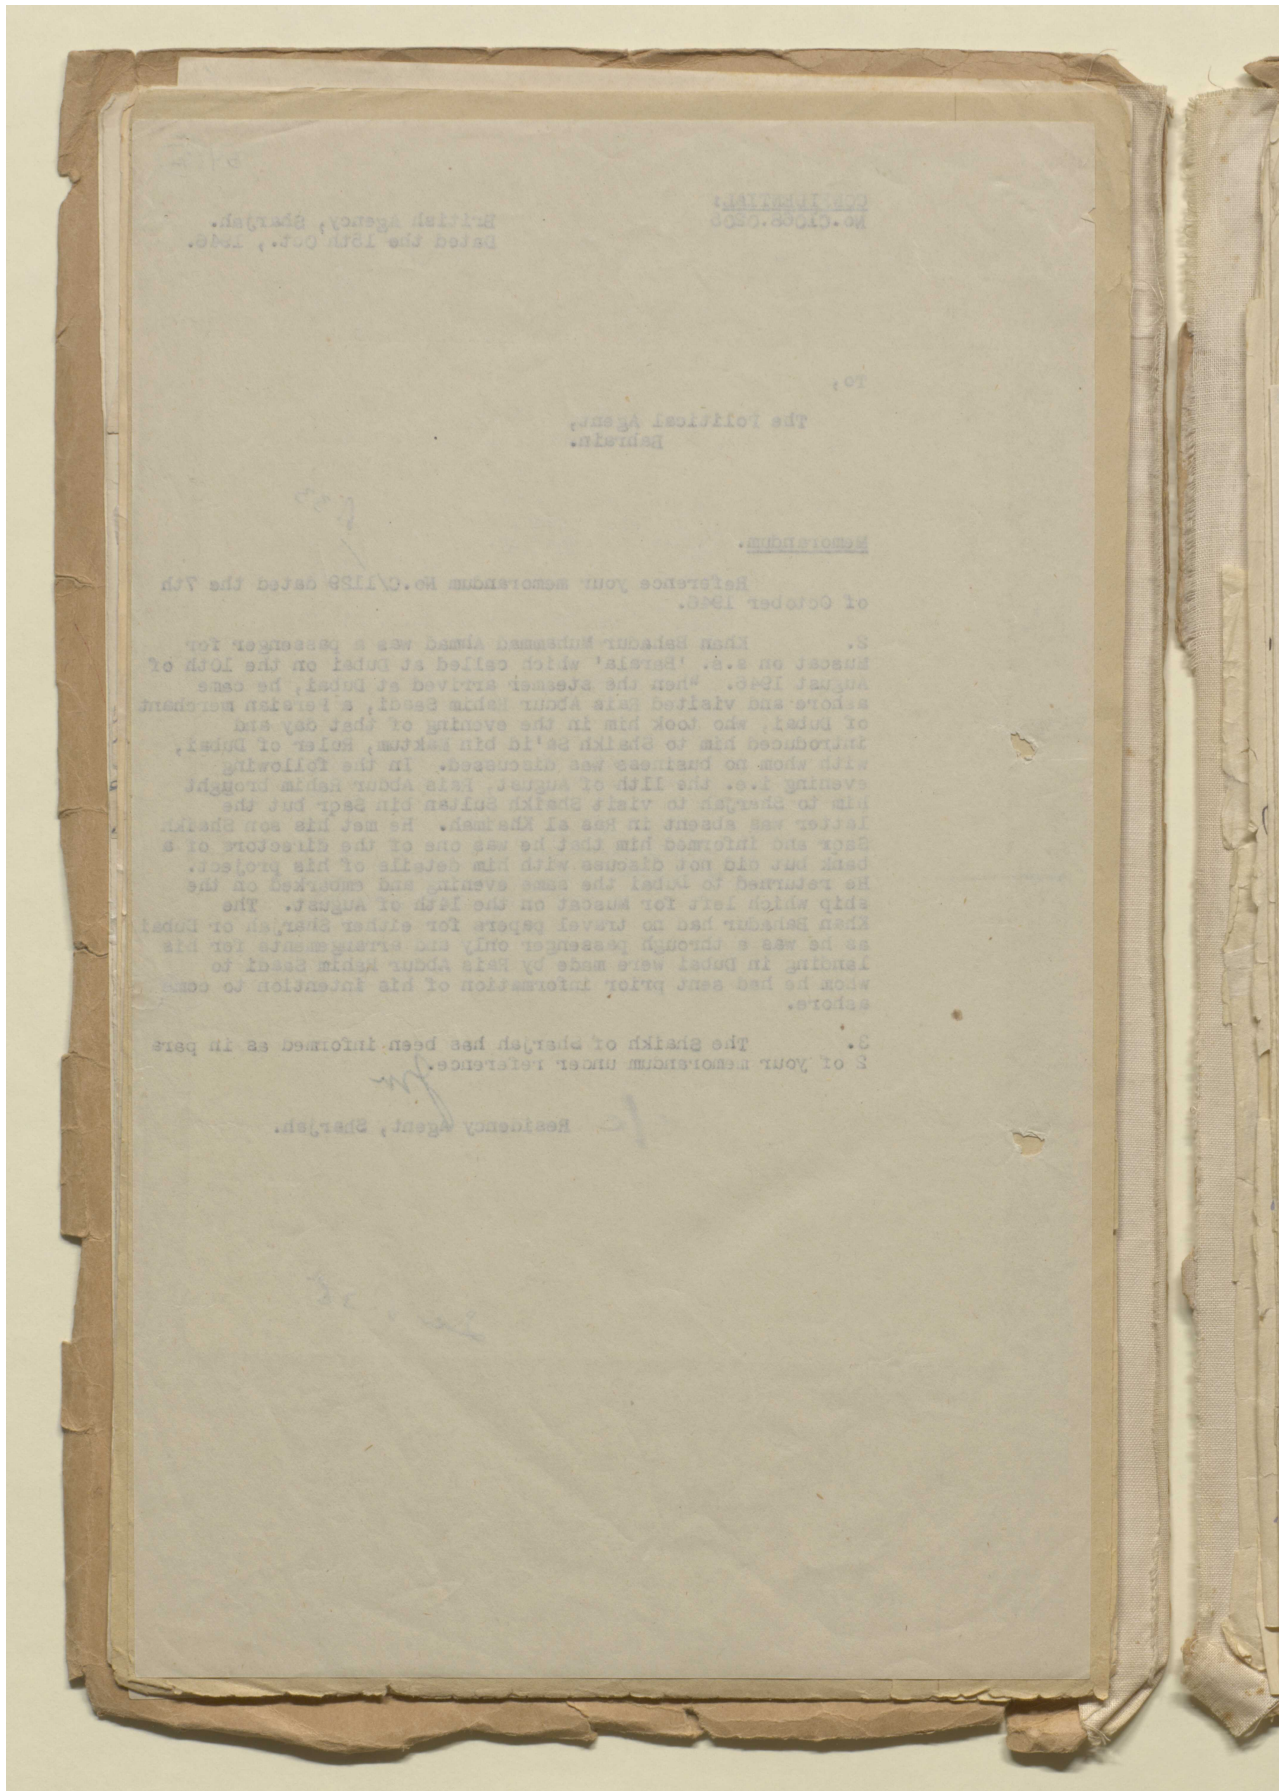 CONFIDENTIAL:
No.C1066.0206
British Agency, Sharjah.
Dated the 15th Oct., 1946.
To,
The Political Agent,
Bahrain.
Memorandum.
Reference your memorandum No.C/1129 dated the 7th
of October 1946.
2. Khan Bahadur Muhammad Ahmad was a passenger for
Muscat on s.s. 'Barala' which called at Dubai on the 10th of
August 1946. When the steamer arrived at Dubai, he came
ashore and visited Rais Abdur Rahim Saadi, a Persian merchant
of Dubai, who took him in the evening of that day and
introduced him to Shaikh Sa'id bin Maktum, Ruler of Dubai,
with whom no business was discussed. In the following
evening i.e. the 11th of August, Rais Abdur Rahim brought
him to Sharjah to visit Shaikh Sultan bin Saqr but the
latter was absent in Ras al Khaimah. He met his son Shaikh
Saqr and informed him that he was one of the directors of a
bank but did not discuss with him details of his project.
He returned to Dubai the same evening and embarked on the
ship which left for Muscat on the 14th of August. The
Khan Bahadur had no travel papers for either Sharjah or Dubai
as he was a through passenger only and arrangements for his
landing in Dubai were made by Rais Abdur Rahim Saadi to
whom he had sent prior information of his intention to come
ashore.
3. The Shaikh of Sharjah has been informed as in para
2 of your memorandum under reference.
Residency Agent, Sharjah.